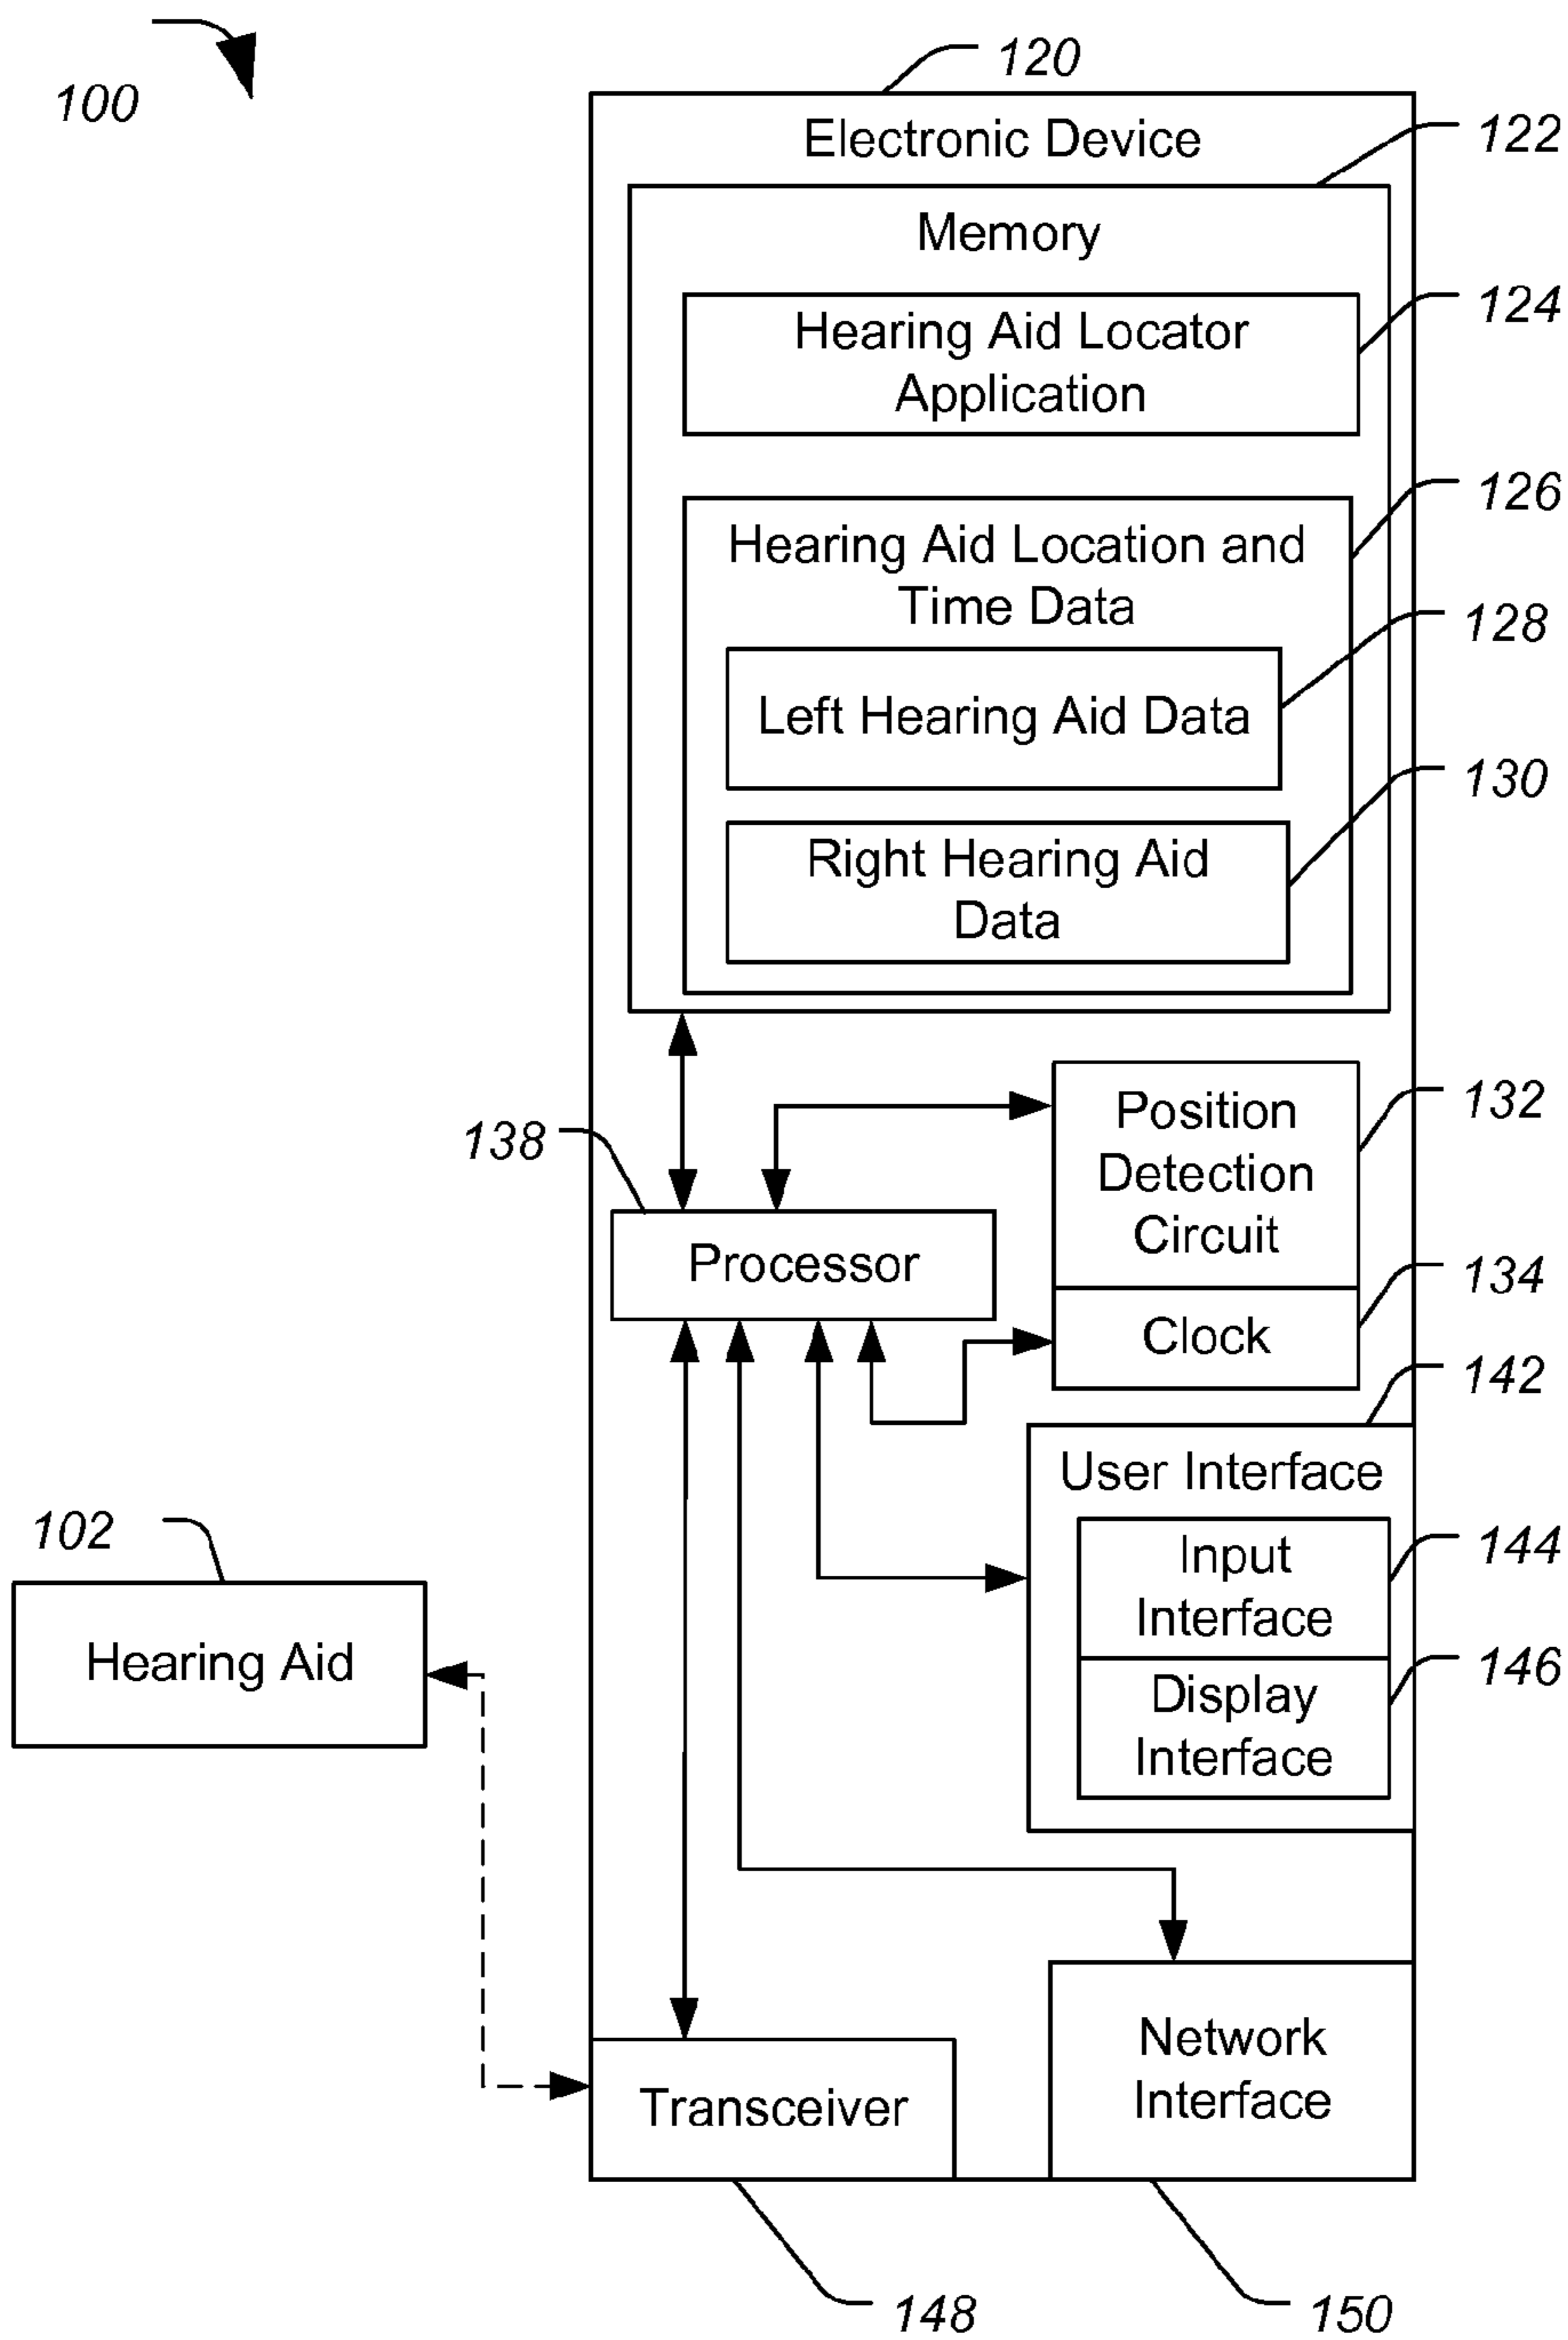 100
120
Electronic Device
122
Memory
124
Hearing Aid Locator
Application
126
Hearing Aid Location and
Time Data
128
Left Hearing Aid Data
130
Right Hearing Aid
Data
132
Position
Detection
Circuit
138
Processor
134
Clock
142
User Interface
102
144
Input
Interface
Hearing Aid
146
Display
Interface
Network
Interface
Transceiver
148
150